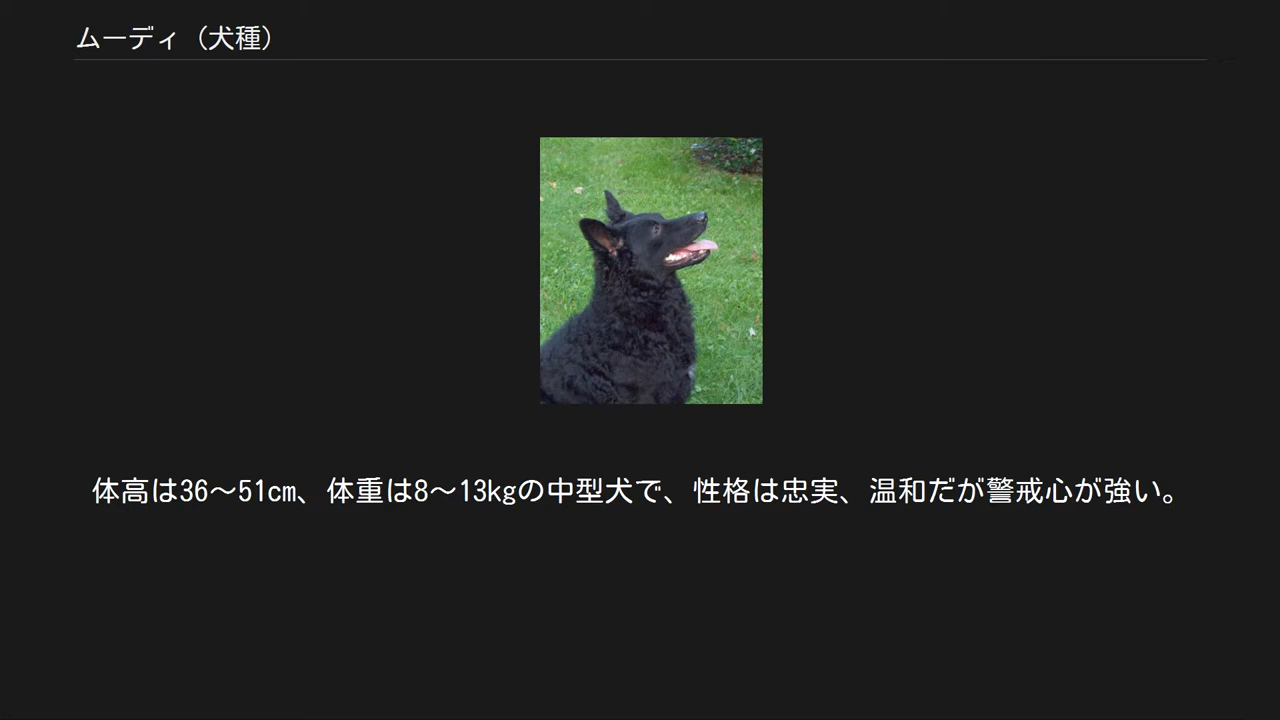 ムーディ（犬種）
体高は36～51cm、体重は8～13kgの中型犬で、性格は忠実、温和だが警戒心が強い。